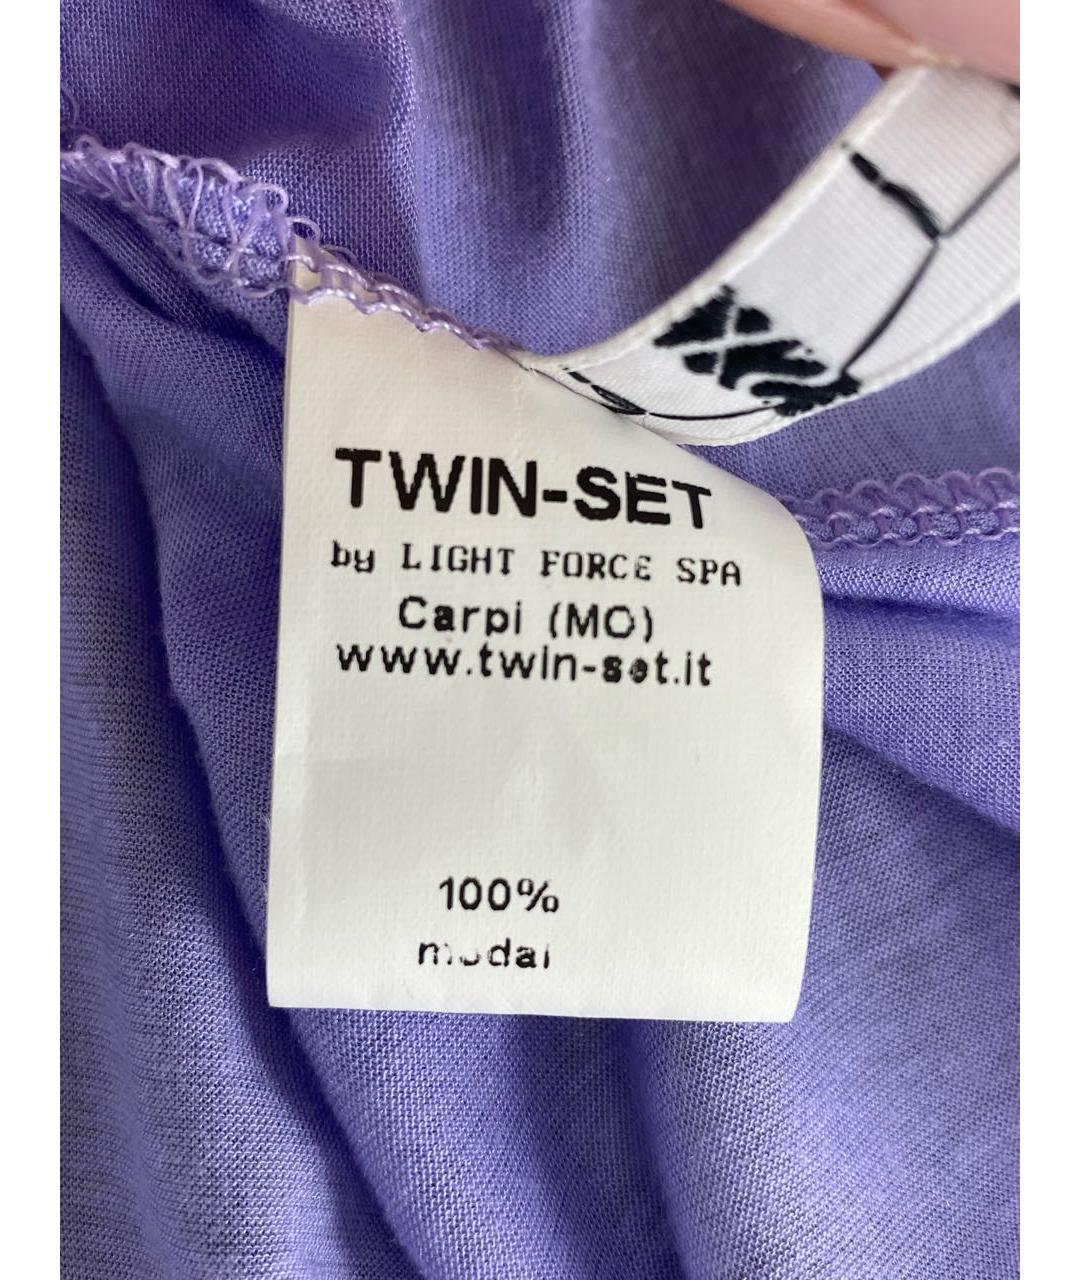 TWIN-SET
by LIGHT FORCE SPA
Carpi (MO)
www.twin-set.it
100%
modal